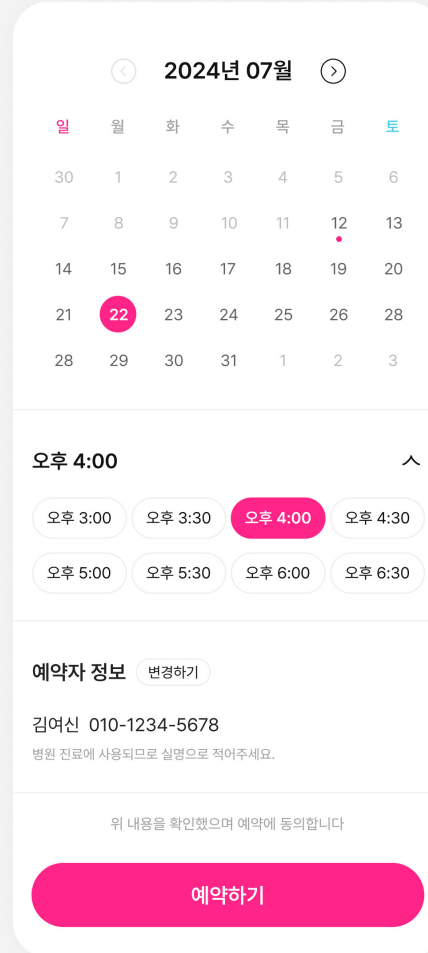 2024년 07월
일 월 화 수 목 금 토
30 1 2 3 4 5 6
7 8 9 10 11 12 13
14 15 16 17 18 19 20
21 22 23 24 25 26 28
28 29 30 31 1 2 3
오후 4:00
오후 3:00 오후 3:30 오후 4:00 오후 4:30
오후 5:00 오후 5:30 오후 6:00 오후 6:30
예약자 정보 변경하기
김여신 010-1234-5678
병원 진료에 사용되므로 실명으로 적어주세요.
위 내용을 확인했으며 예약에 동의합니다
예약하기